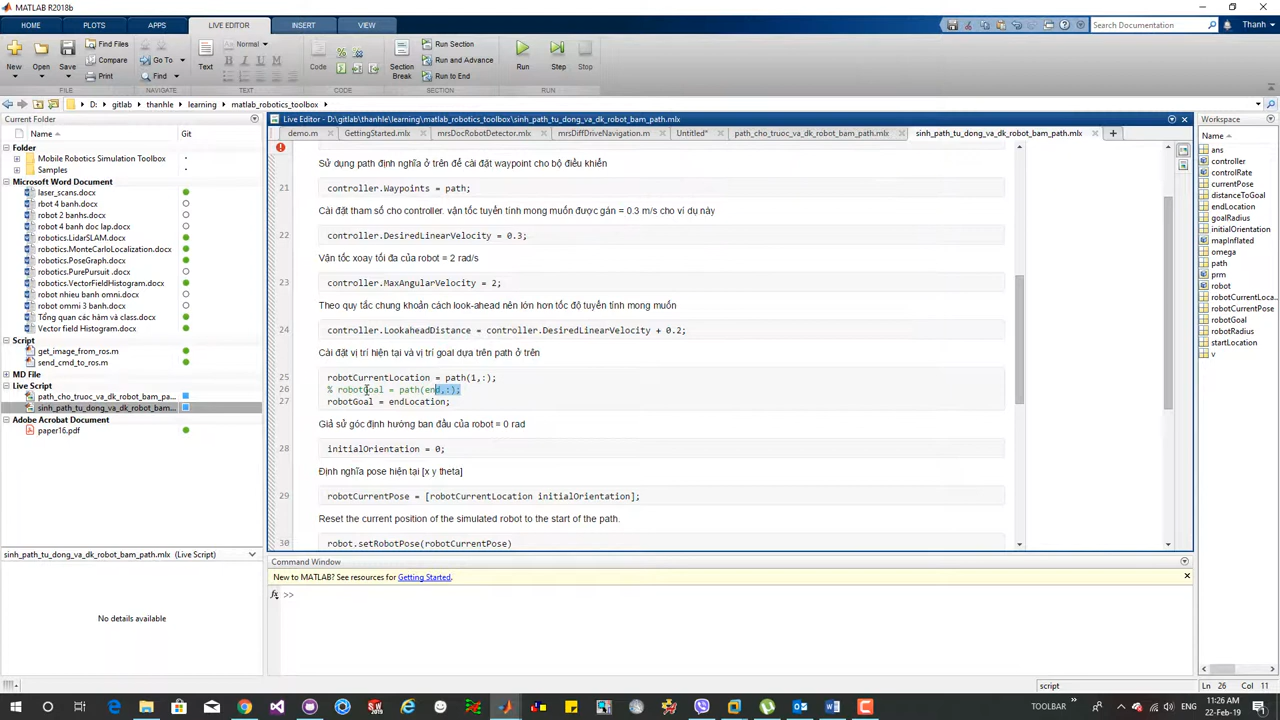 MATLAB R2018b
HOME PLOTS APPS LIVE EDITOR INSERT VIEW Search Documentation Thanh
New Open Save Find Files Compare Print Go To Find Text Normal B I U M Code Section Break Run Section Run and Advance Run to End Run Step Stop
FILE NAVIGATE TEXT CODE SECTION RUN
D: gitlab thanhle learning matlab_robotics_toolbox
Current Folder
Name Git
Folder
Mobile Robotics Simulation Toolbox
Samples
Microsoft Word Document
laser_scans.docx
rbot 4 banh.docx
robot 2 banhs.docx
robot 4 banh doc lap.docx
robotics.LidarSLAM.docx
robotics.MonteCarloLocalization.docx
robotics.PoseGraph.docx
robotics.PurePursuit .docx
robotics.VectorFieldHistogram.docx
robot nhieu banh omni.docx
robot ommi 3 banh.docx
Tổng quan các hàm và class.docx
Vector field Histogram.docx
Script
get_image_from_ros.m
send_cmd_to_ros.m
MD File
Live Script
path_cho_truoc_va_dk_robot_bam_pa...
sinh_path_tu_dong_va_dk_robot_bam...
Adobe Acrobat Document
paper16.pdf
sinh_path_tu_dong_va_dk_robot_bam_path.mlx (Live Script)
No details available
Live Editor - D:\gitlab\thanhle\learning\matlab_robotics_toolbox\sinh_path_tu_dong_va_dk_robot_bam_path.mlx
demo.m GettingStarted.mlx mrsDocRobotDetector.mlx mrsDiffDriveNavigation.m Untitled* path_cho_truoc_va_dk_robot_bam_path.mlx sinh_path_tu_dong_va_dk_robot_bam_path.mlx
Sử dụng path định nghĩa ở trên để cài đặt waypoint cho bộ điều khiển
21 controller.Waypoints = path;
Cài đặt tham số cho controller. vận tốc tuyến tính mong muốn được gán = 0.3 m/s cho ví dụ này
22 controller.DesiredLinearVelocity = 0.3;
Vận tốc xoay tối đa của robot = 2 rad/s
23 controller.MaxAngularVelocity = 2;
Theo quy tắc chung khoản cách look-ahead nên lớn hơn tốc độ tuyến tính mong muốn
24 controller.LookaheadDistance = controller.DesiredLinearVelocity + 0.2;
Cài đặt vị trí hiện tại và vị trí goal dựa trên path ở trên
25 robotCurrentLocation = path(1,:);
26 % robotGoal = path(end,:);
27 robotGoal = endLocation;
Giả sử góc định hướng ban đầu của robot = 0 rad
28 initialOrientation = 0;
Định nghĩa pose hiện tại [x y theta]
29 robotCurrentPose = [robotCurrentLocation initialOrientation];
Reset the current position of the simulated robot to the start of the path.
30 robot.setRobotPose(robotCurrentPose)
Command Window
New to MATLAB? See resources for Getting Started.
fx >>
Workspace
Name
ans
controller
controlRate
currentPose
distanceToGoal
endLocation
goalRadius
initialOrientation
mapInflated
path
prm
robot
robotCurrentLoca...
robotCurrentPose
robotGoal
robotRadius
startLocation
v
script Ln 26 Col 11
TOOLBAR 11:26 AM
22-Feb-19